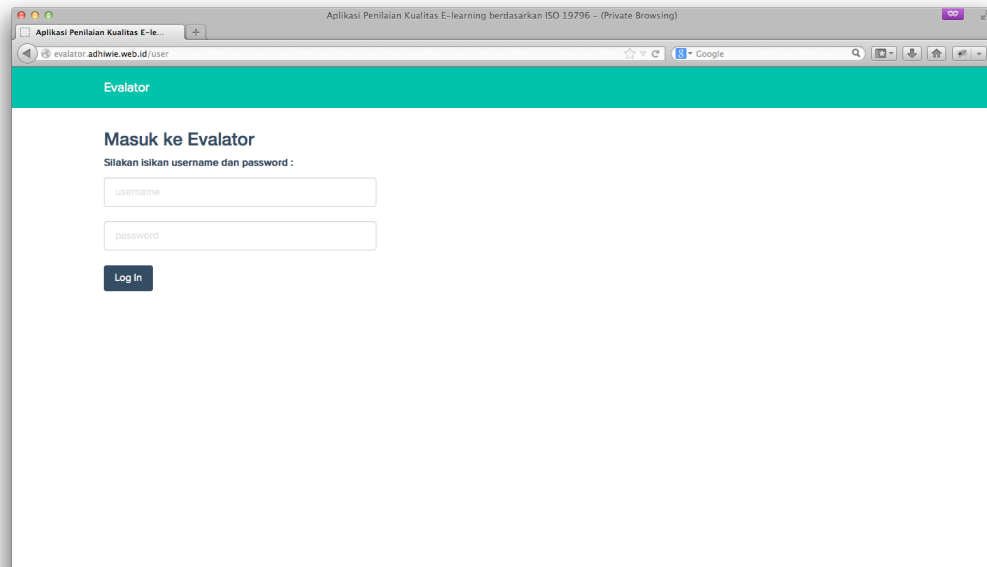 Aplikasi Penilaian Kualitas E-learning berdasarkan ISO 19796 – (Private Browsing)
Aplikasi Penilaian Kualitas E-le...
evalator.adhiwie.web.id/user
Google
Evalator
Masuk ke Evalator
Silakan isikan username dan password :
username
password
Log In